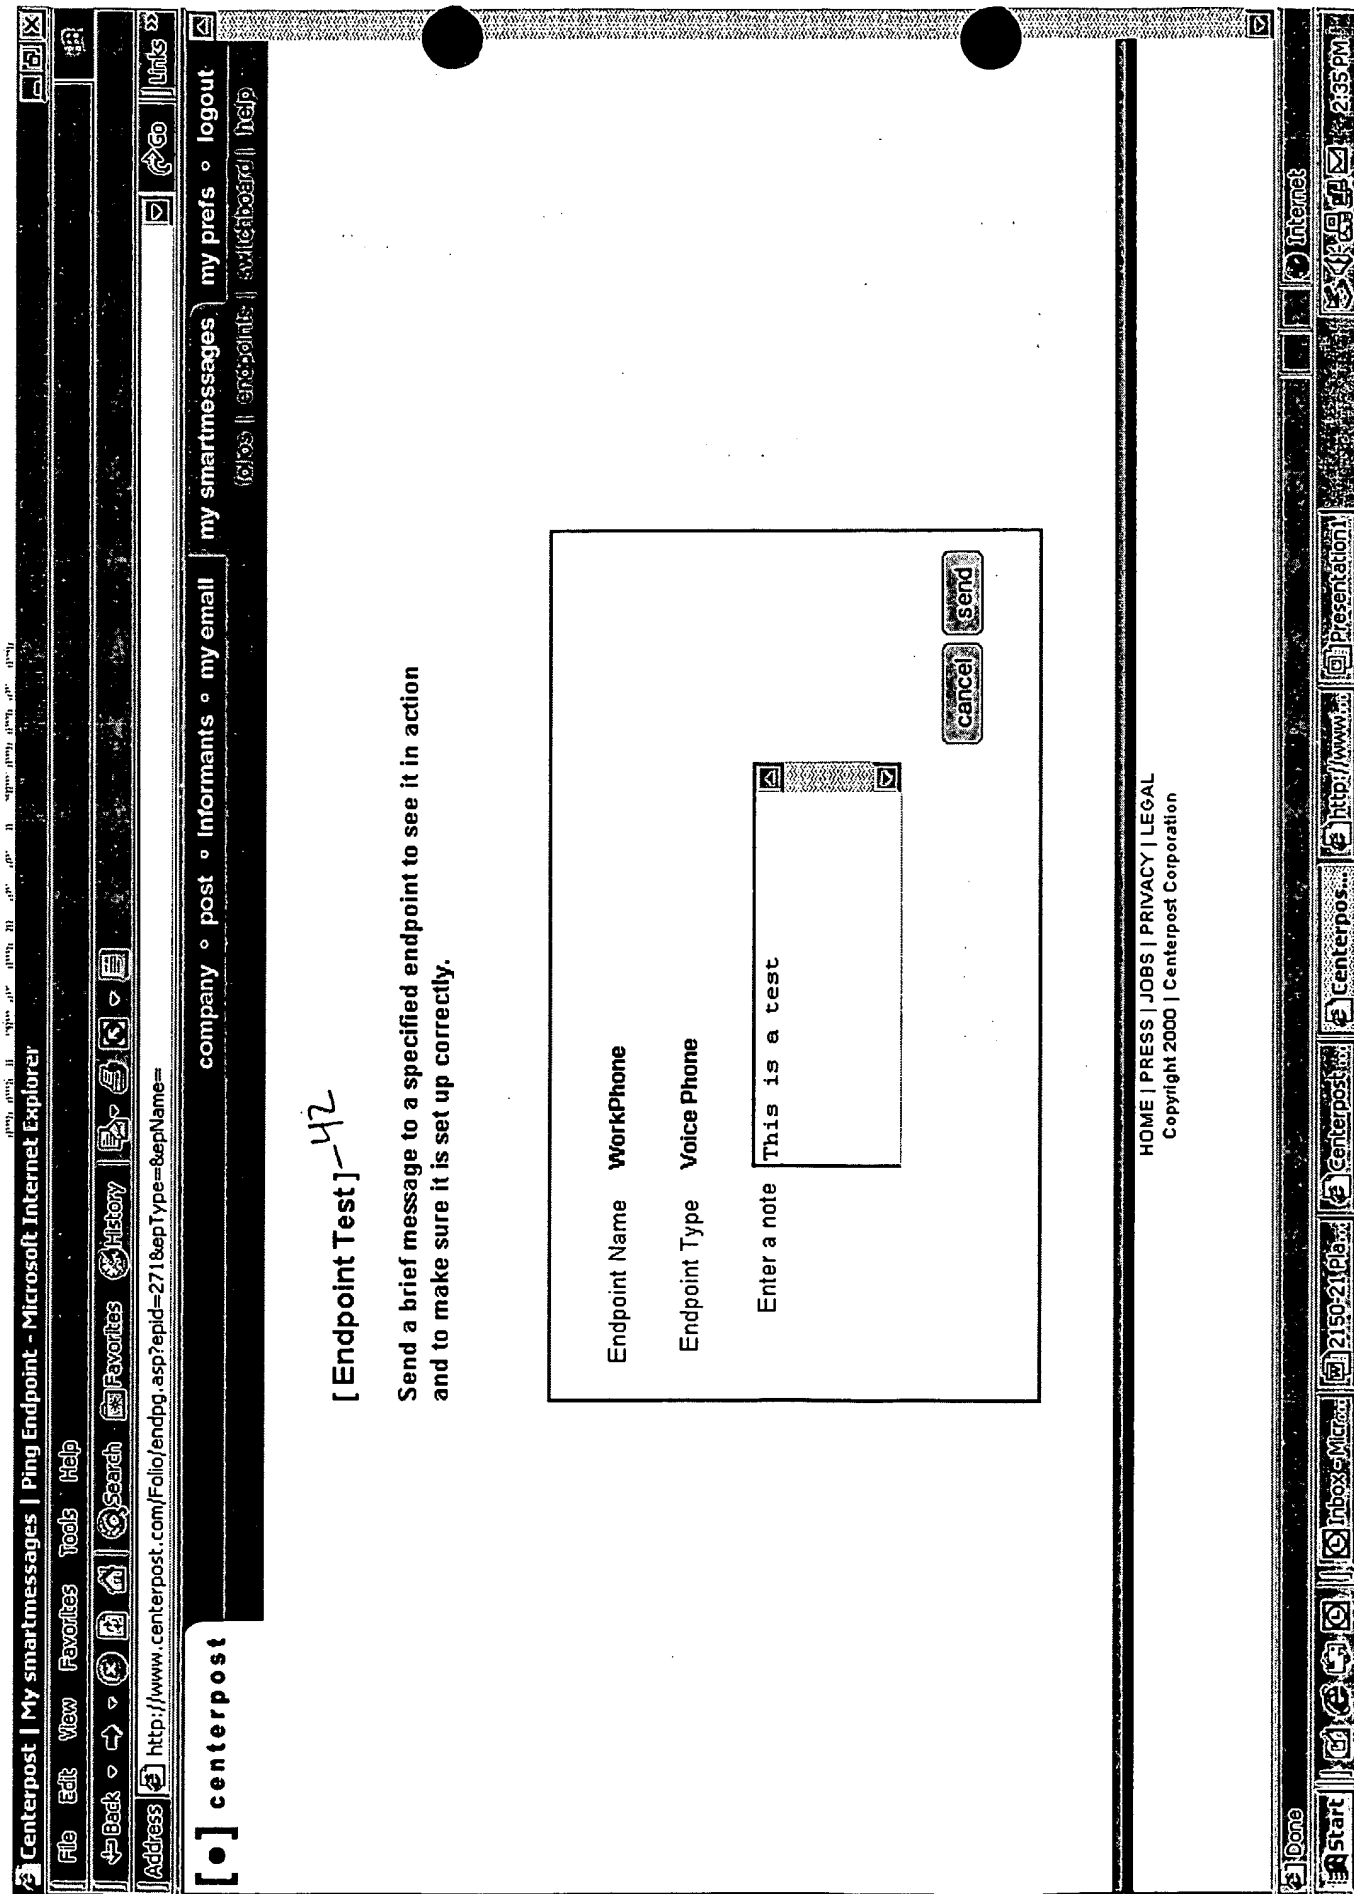 Centerpost | My smartmessages | Ping Endpoint - Microsoft Internet Explorer
File Edit View Favorites Tools Help
Back Search Favorites History
Address http://www.centerpost.com/Folio/endpg.asp?epid=271&epType=&epName= Go Links »
[●] centerpost
company ° post ° Informants ° my email my smartmessages my prefs ° logout
folios | endpoints | switchboard | help
[Endpoint Test] — 42
Send a brief message to a specified endpoint to see it in action
and to make sure it is set up correctly.
Endpoint Name WorkPhone
Endpoint Type Voice Phone
Enter a note This is a test
cancel send
HOME | PRESS | JOBS | PRIVACY | LEGAL
Copyright 2000 | Centerpost Corporation
Done Internet
Start Inbox - Micro... 2150-21 Pla... Centerpost... Centerpos... http://www... Presentation1 2:35 PM